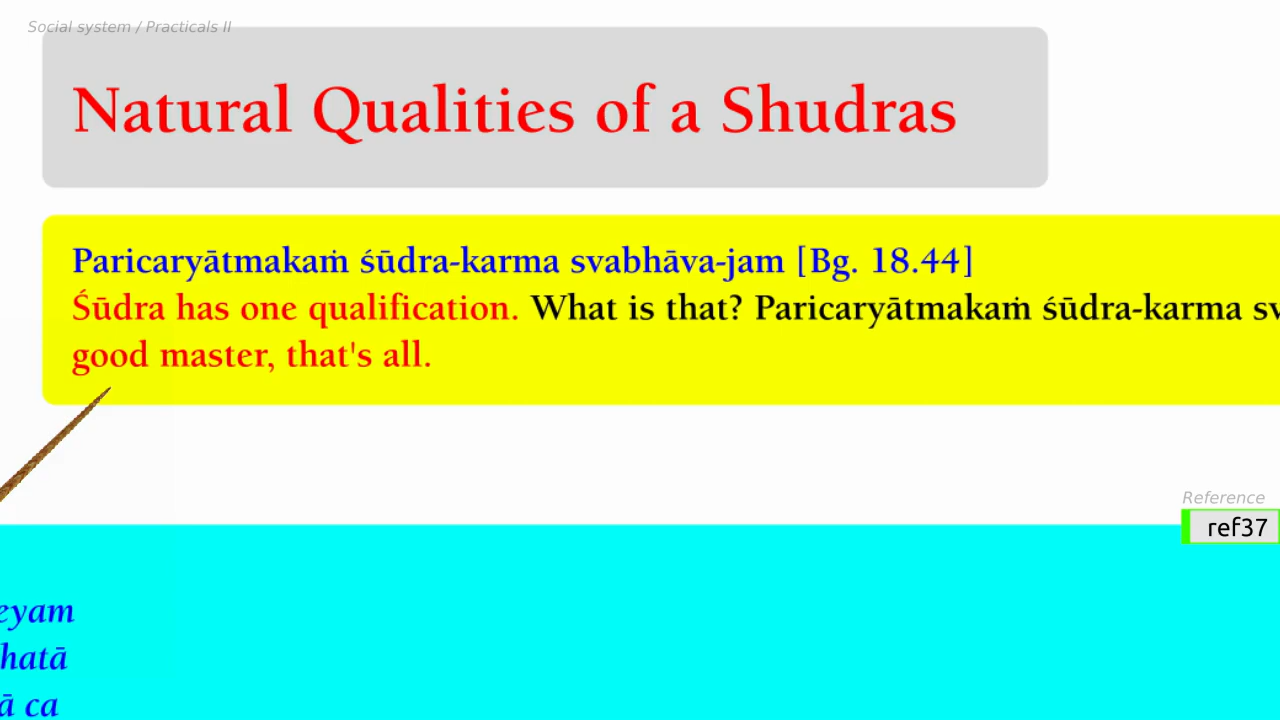 Social system / Practicals II
Natural Qualities of a Shudras
Paricaryātmakaṁ śūdra-karma svabhāva-jam [Bg. 18.44]
Śūdra has one qualification. What is that? Paricaryātmakaṁ śūdra-karma
good master, that's all.
Reference
ref37
eyam
hatā
ā ca